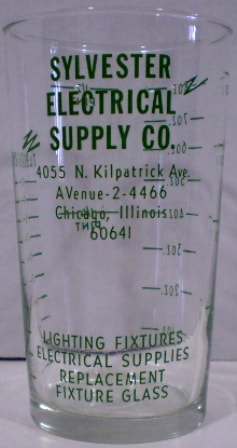 SYLVESTER
ELECTRICAL
SUPPLY CO.
4055 N. Kilpatrick Ave.
AVenue-2-4466
Chicago, Illinois
60641
LIGHTING FIXTURES
ELECTRICAL SUPPLIES
REPLACEMENT
FIXTURE GLASS